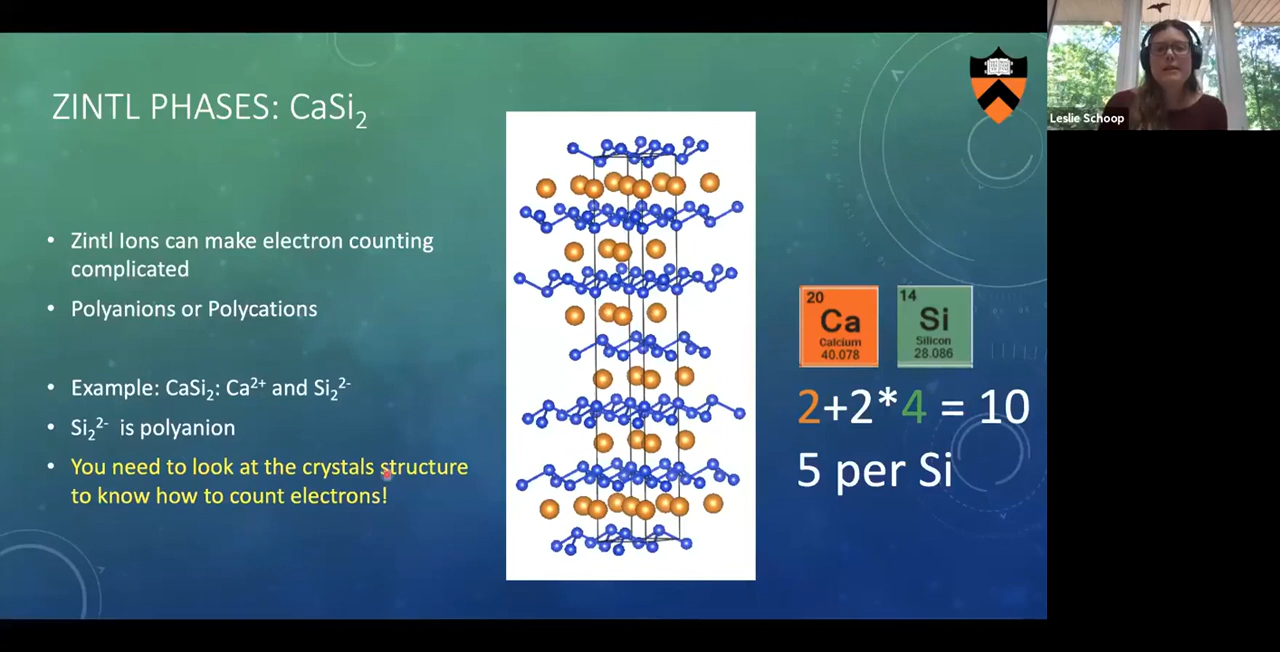 ZINTL PHASES: CaSi₂
• Zintl Ions can make electron counting
complicated
• Polyanions or Polycations
• Example: CaSi₂: Ca²⁺ and Si₂²⁻
• Si₂²⁻ is polyanion
• You need to look at the crystals structure
to know how to count electrons!
20
Ca
Calcium
40.078
14
Si
Silicon
28.086
2+2*4 = 10
5 per Si
Leslie Schoop